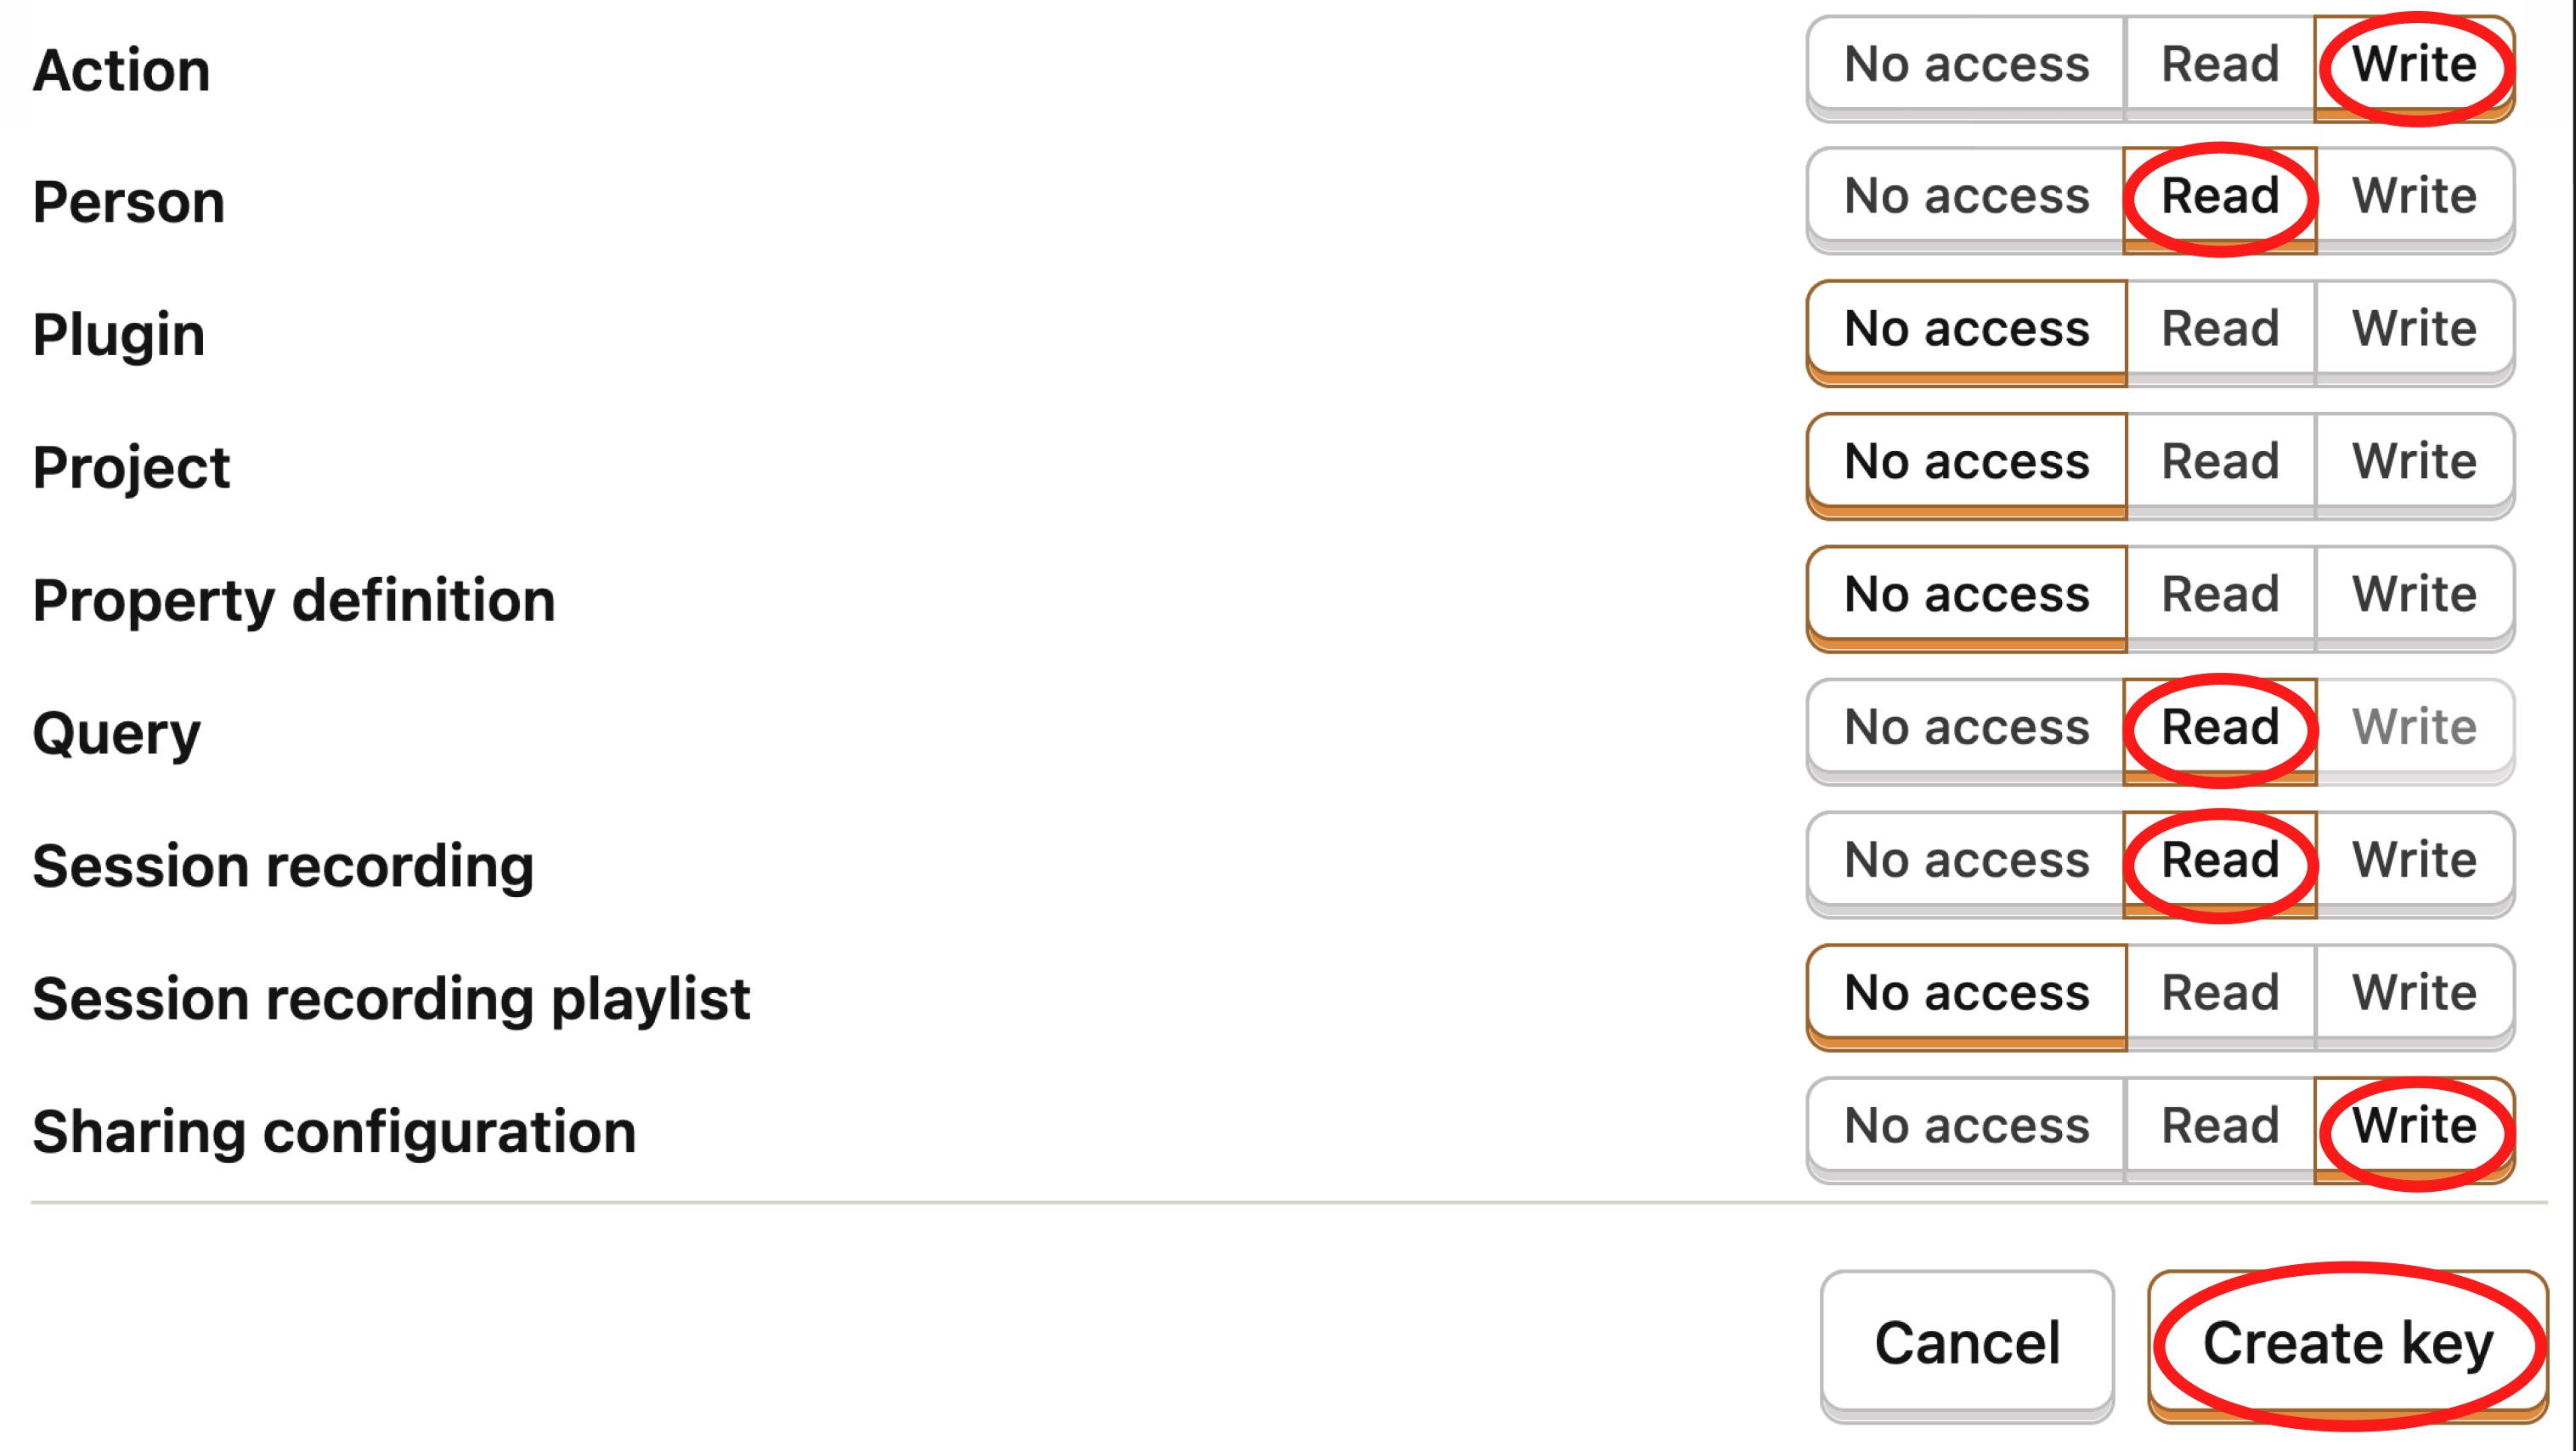 Action No access Read Write
Person No access Read Write
Plugin No access Read Write
Project No access Read Write
Property definition No access Read Write
Query No access Read Write
Session recording No access Read Write
Session recording playlist No access Read Write
Sharing configuration No access Read Write
Cancel Create key